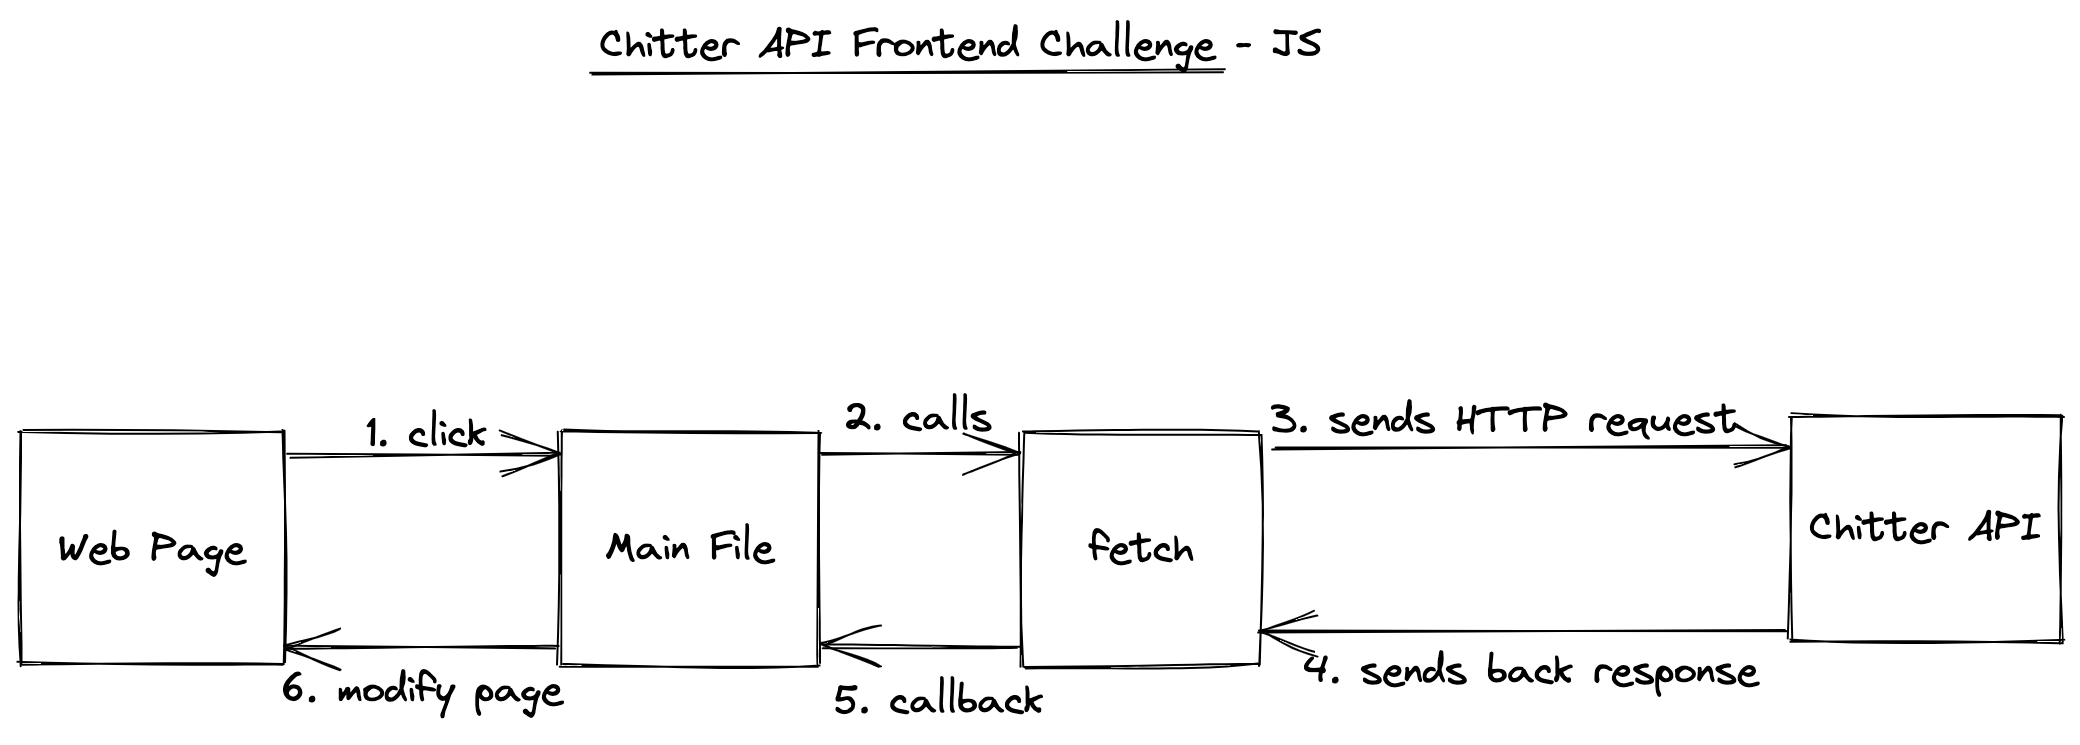 Chitter API Frontend Challenge - JS
1. click
2. calls
3. sends HTTP request
Web Page
Main File
fetch
Chitter API
6. modify page
5. callback
4. sends back response